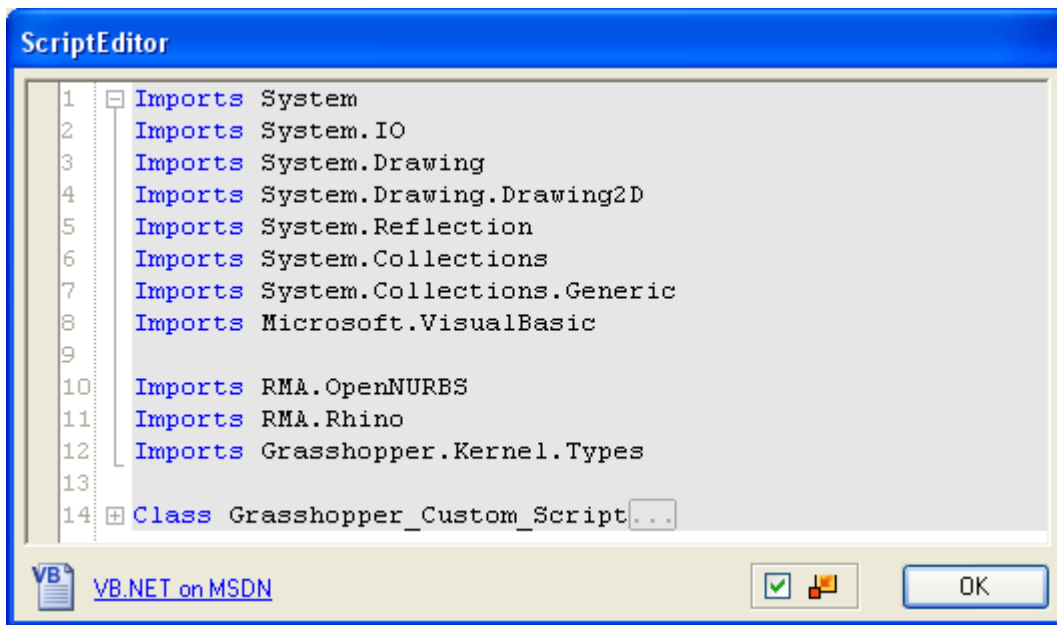 ScriptEditor
1 Imports System
2 Imports System.IO
3 Imports System.Drawing
4 Imports System.Drawing.Drawing2D
5 Imports System.Reflection
6 Imports System.Collections
7 Imports System.Collections.Generic
8 Imports Microsoft.VisualBasic
9
10 Imports RMA.OpenNURBS
11 Imports RMA.Rhino
12 Imports Grasshopper.Kernel.Types
13
14 Class Grasshopper_Custom_Script...
VB VB.NET on MSDN OK